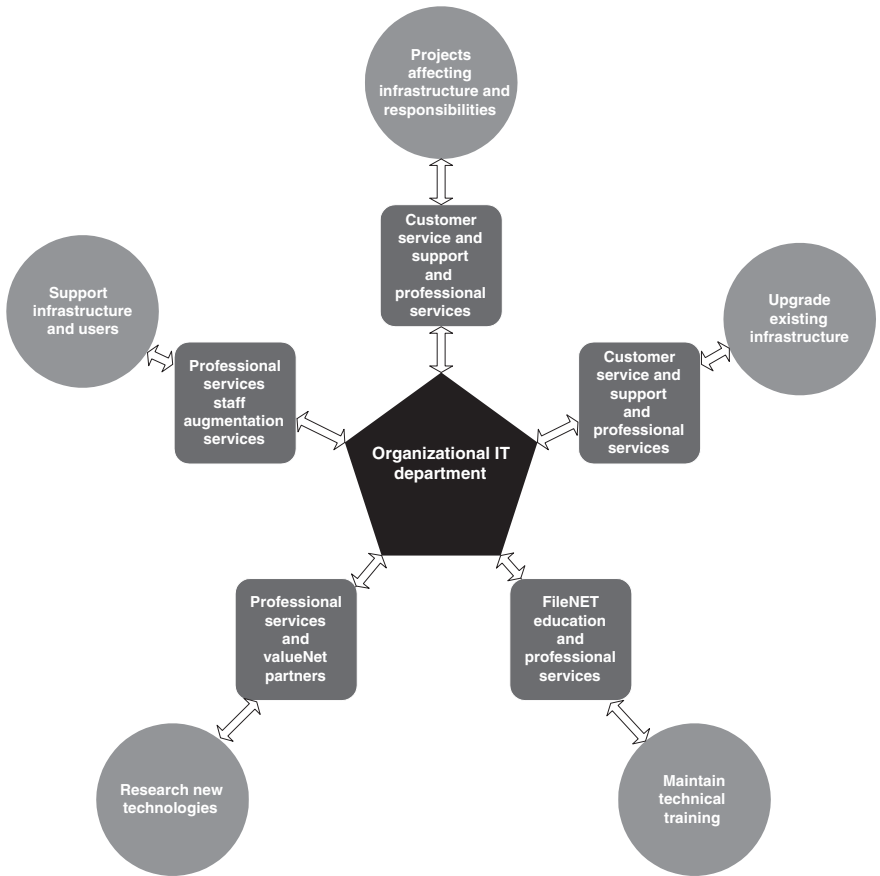 Projects
affecting
infrastructure and
responsibilities
Customer
service and
support
and
professional
services
Support
infrastructure
and users
Upgrade
existing
infrastructure
Professional
services
staff
augmentation
services
Customer
service and
support
and
professional
services
Organizational IT
department
Professional
services
and
valueNet
partners
FileNET
education
and
professional
services
Research new
technologies
Maintain
technical
training